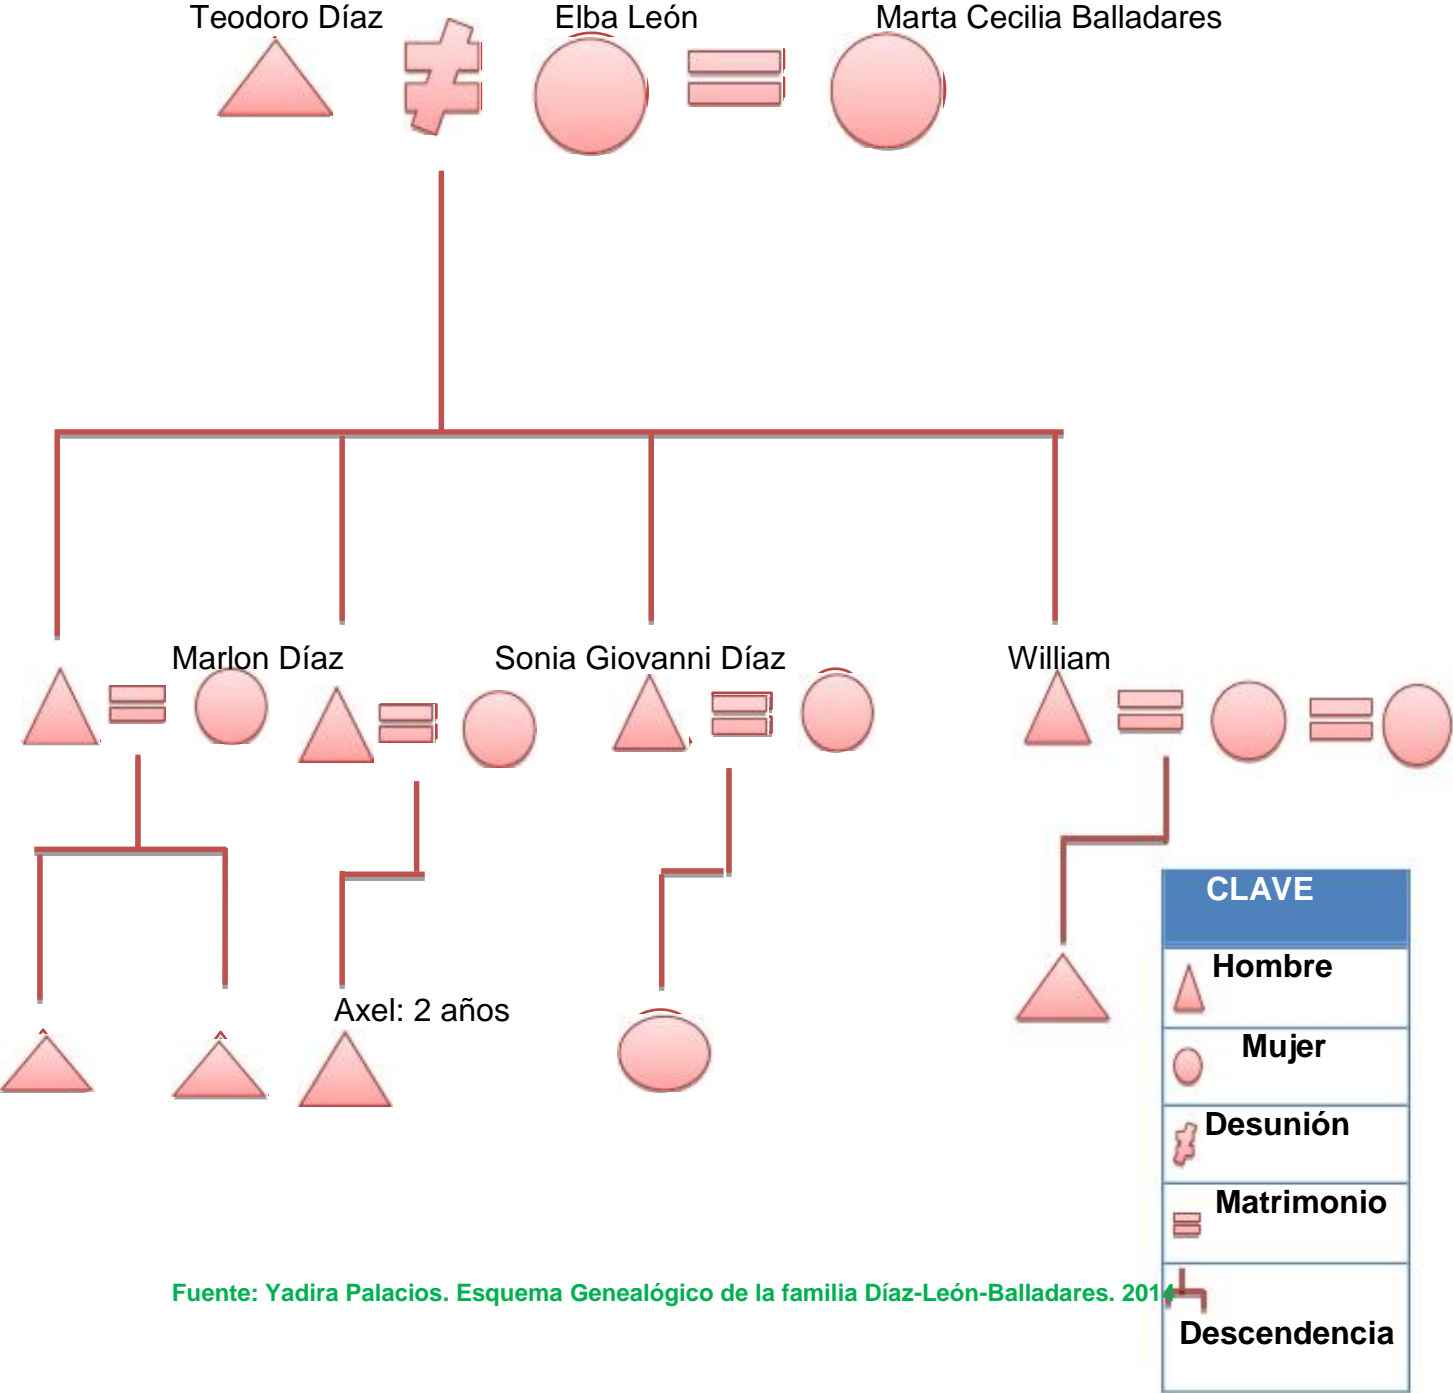 Teodoro Díaz Elba León Marta Cecilia Balladares
Marlon Díaz Sonia Giovanni Díaz William
Axel: 2 años
CLAVE
Hombre
Mujer
Desunión
Matrimonio
Descendencia
Fuente: Yadira Palacios. Esquema Genealógico de la familia Díaz-León-Balladares. 2014